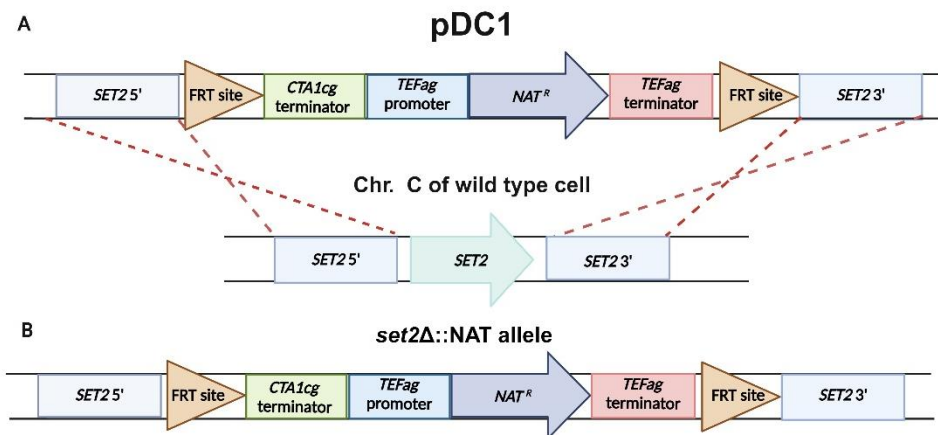 A
pDC1
SET2 5'
FRT site
CTA1cg
terminator
TEFag
promoter
NAT R
TEFag
terminator
FRT site
SET2 3'
Chr. C of wild type cell
SET2 5'
SET2
SET2 3'
B
set2Δ::NAT allele
SET2 5'
FRT site
CTA1cg
terminator
TEFag
promoter
NAT R
TEFag
terminator
FRT site
SET2 3'